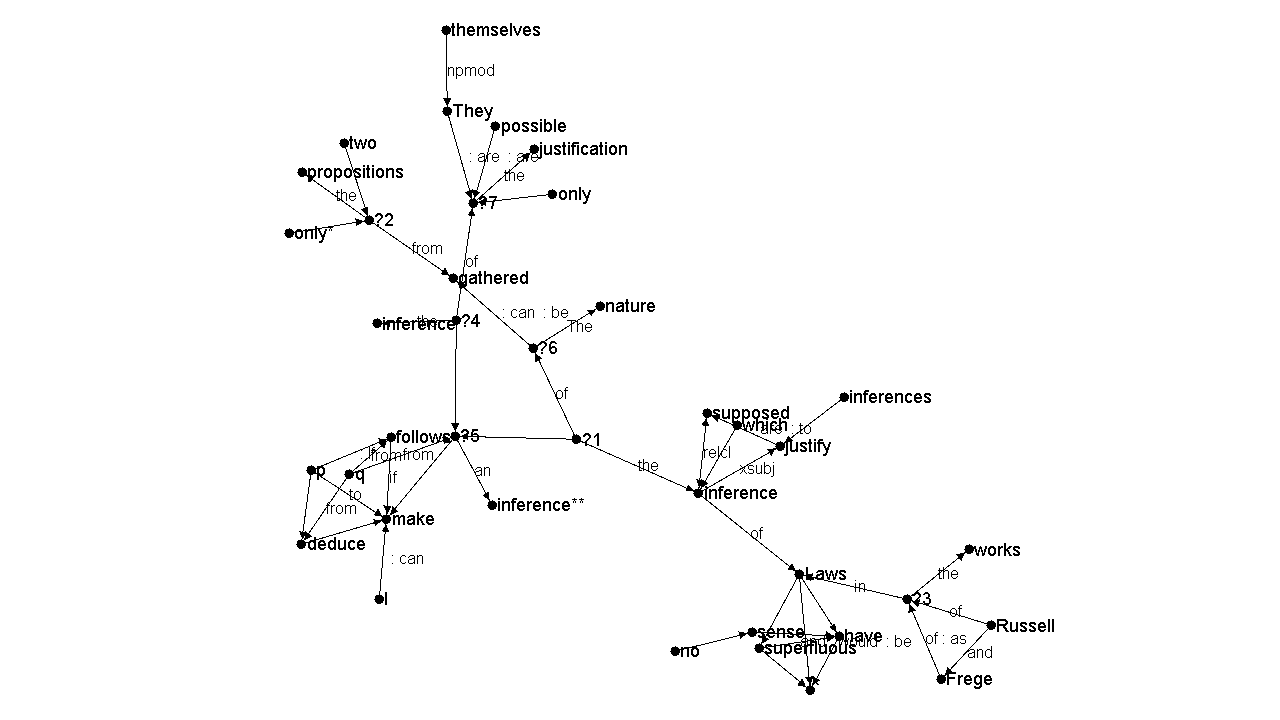 themselves
npmod
They
possible
two
justification
: are : are
propositions
the
the
only
?7
?2
only*
from
of
gathered
nature
: can : be
The
inference
the
?4
?6
of
inferences
supposed
which
: are : to
follows
?5
?1
justify
If
from
from
relcl
the
xsubj
p
q
an
If
to
inference
inference**
from
make
of
deduce
works
: can
Laws
the
in
I
?3
of
Russell
sense
have
and
: would : be
of : as
superfluous
no
and
Frege
*